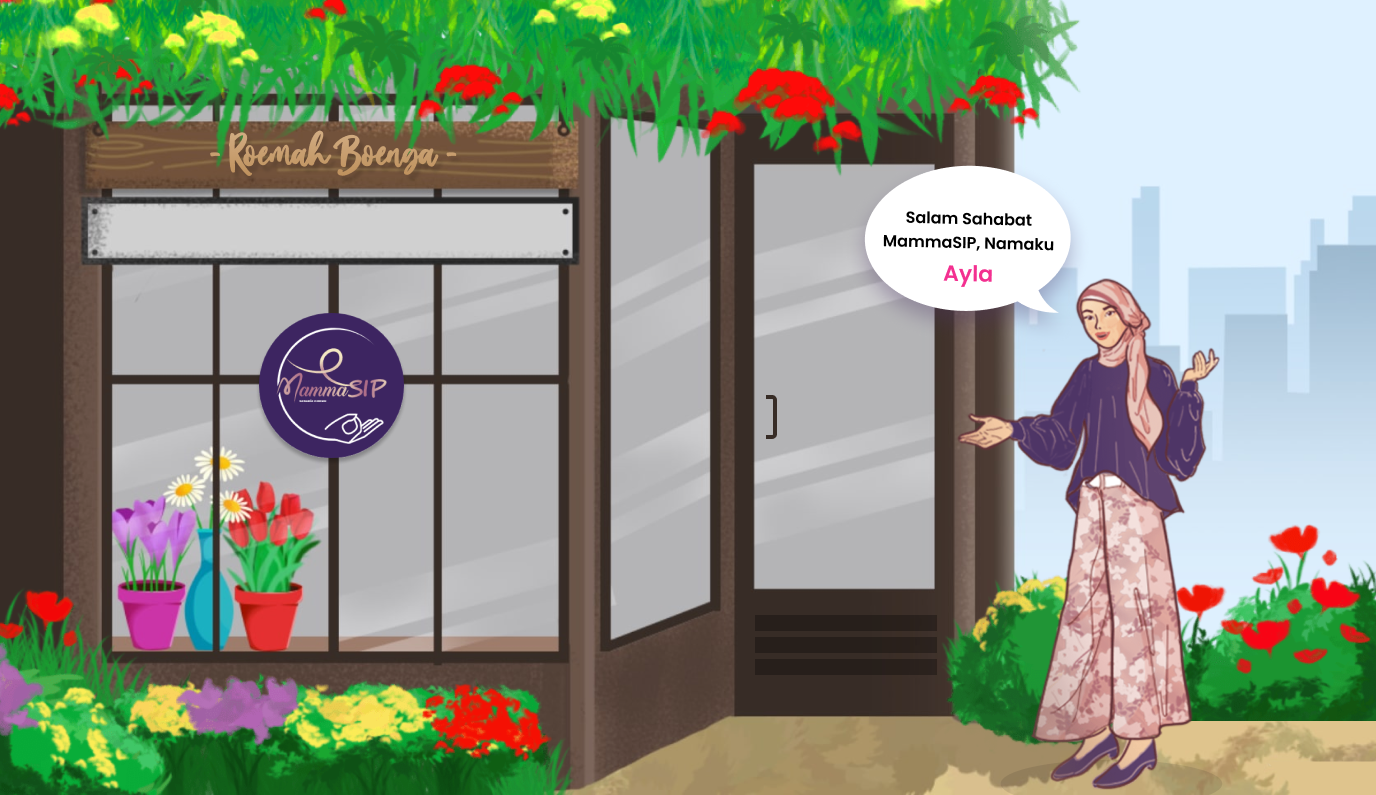 - Roemah Boenga -
Salam Sahabat
MammaSIP, Namaku
Ayla
MammaSIP